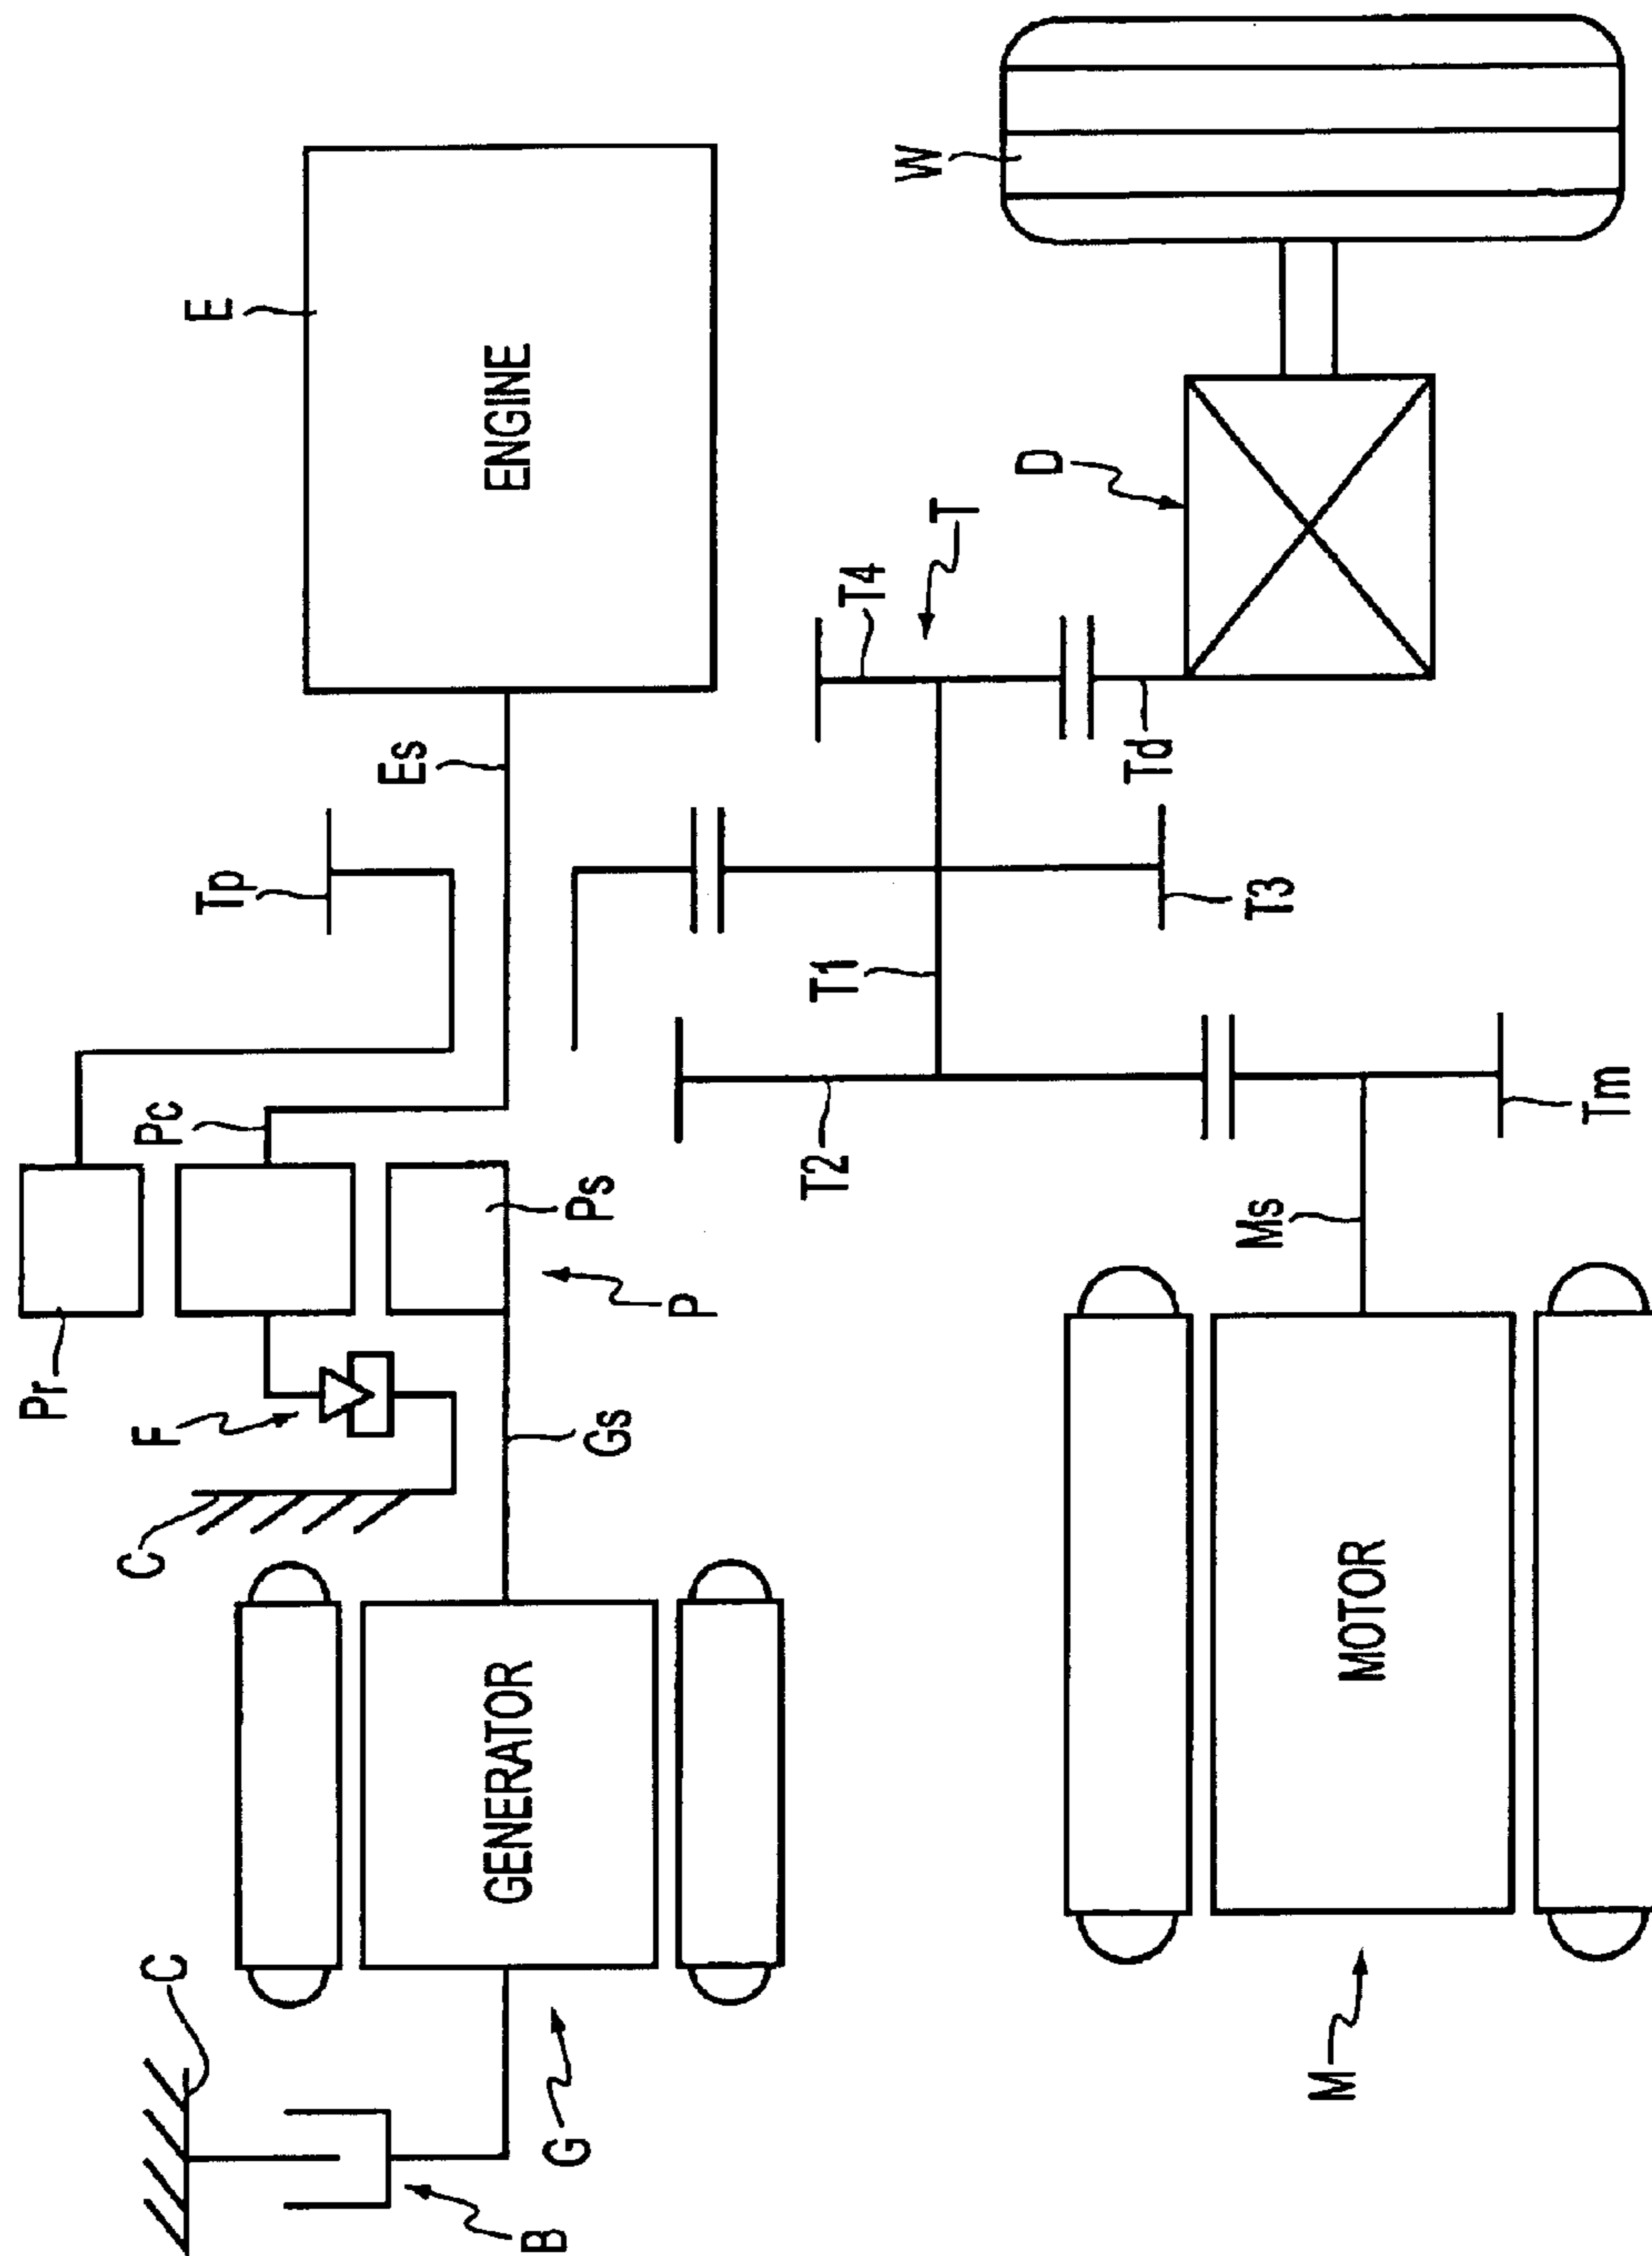 Pr
C
C
F
Pc
Tp
E
Es
GENERATOR
ENGINE
B
G
Gs
Ps
P
T2
T1
T4
W
T
D
Td
Ms
T3
M
MOTOR
Tm